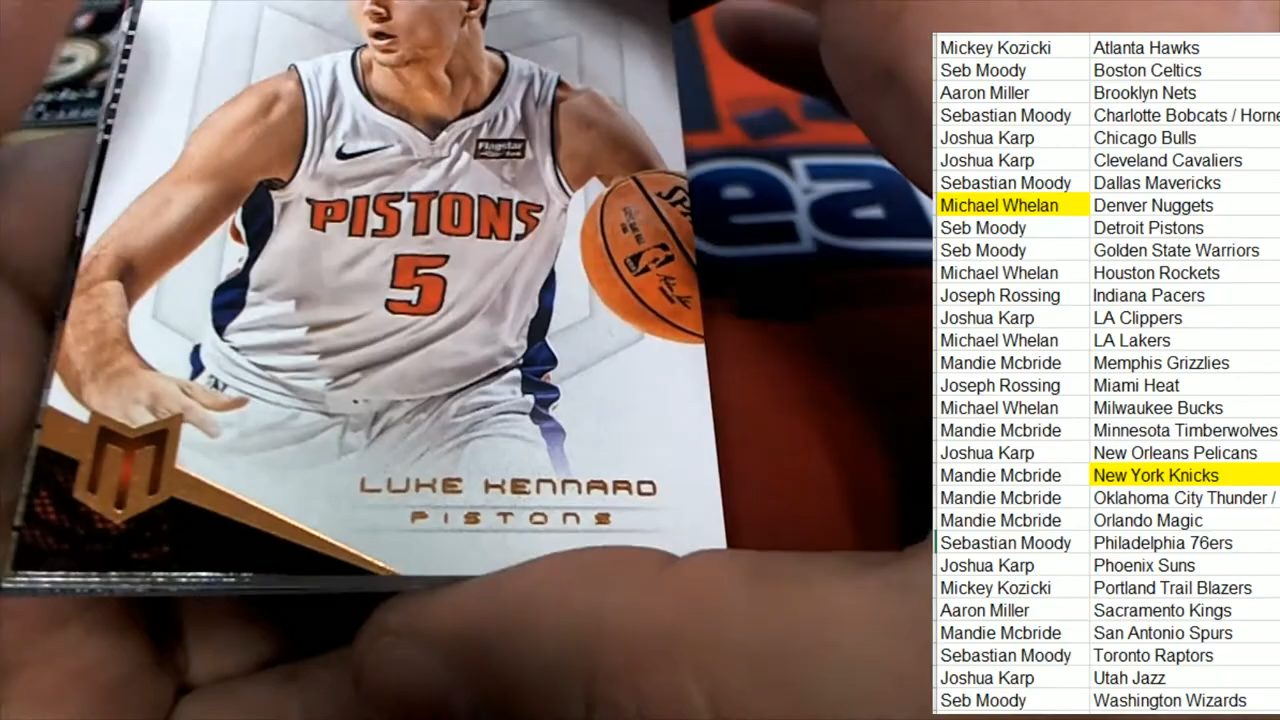 Flagstar
PISTONS
5
LUKE KENNARD
PISTONS
ea
Mickey Kozicki Atlanta Hawks
Seb Moody Boston Celtics
Aaron Miller Brooklyn Nets
Sebastian Moody Charlotte Bobcats / Horne
Joshua Karp Chicago Bulls
Joshua Karp Cleveland Cavaliers
Sebastian Moody Dallas Mavericks
Michael Whelan Denver Nuggets
Seb Moody Detroit Pistons
Seb Moody Golden State Warriors
Michael Whelan Houston Rockets
Joseph Rossing Indiana Pacers
Joshua Karp LA Clippers
Michael Whelan LA Lakers
Mandie Mcbride Memphis Grizzlies
Joseph Rossing Miami Heat
Michael Whelan Milwaukee Bucks
Mandie Mcbride Minnesota Timberwolves
Joshua Karp New Orleans Pelicans
Mandie Mcbride New York Knicks
Mandie Mcbride Oklahoma City Thunder /
Mandie Mcbride Orlando Magic
Sebastian Moody Philadelphia 76ers
Joshua Karp Phoenix Suns
Mickey Kozicki Portland Trail Blazers
Aaron Miller Sacramento Kings
Mandie Mcbride San Antonio Spurs
Sebastian Moody Toronto Raptors
Joshua Karp Utah Jazz
Seb Moody Washington Wizards